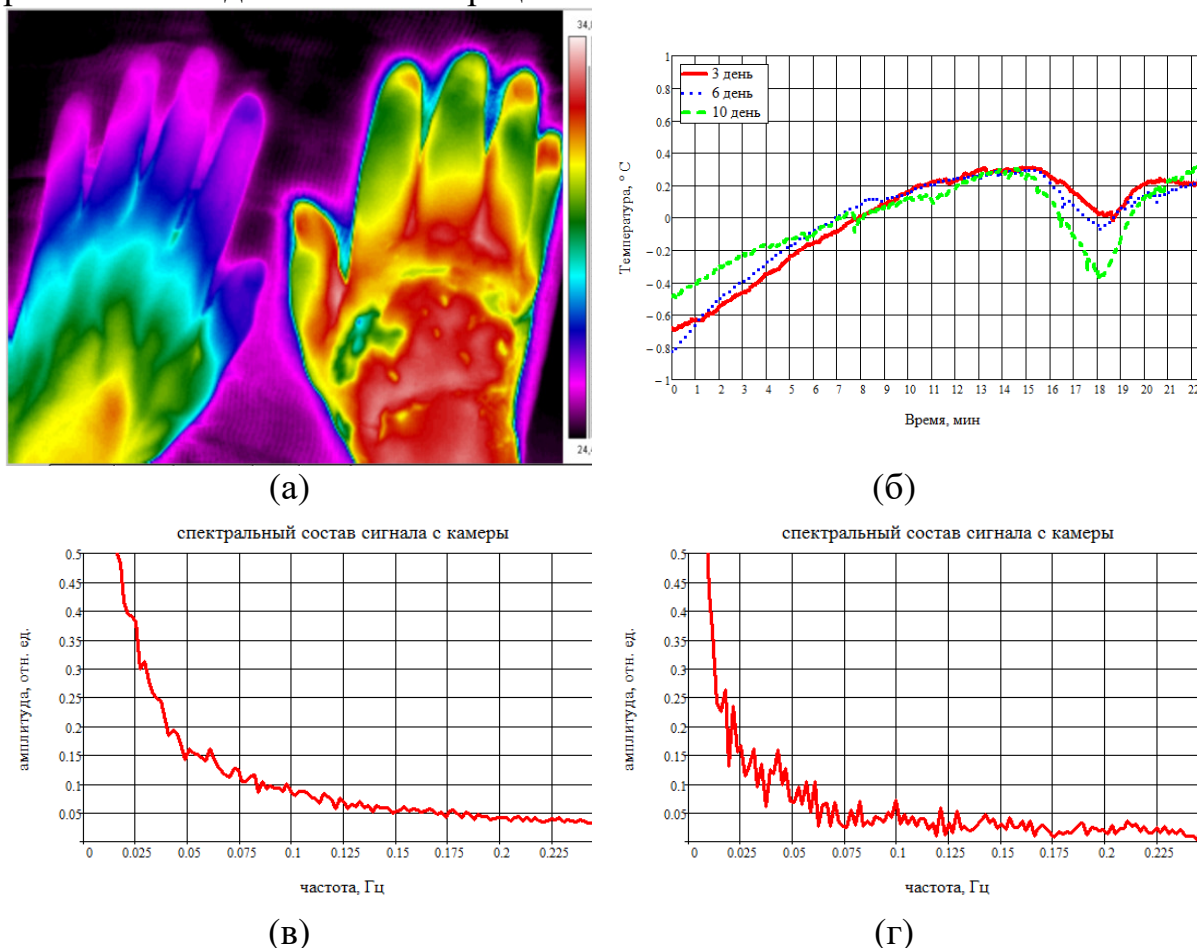 34,8
24,4
(а)
3 день
6 день
10 день
1
0.8
0.6
0.4
0.2
0
− 0.2
− 0.4
− 0.6
− 0.8
− 1
Температура, ° C
0 1 2 3 4 5 6 7 8 9 10 11 12 13 14 15 16 17 18 19 20 21 22
Время, мин
(б)
спектральный состав сигнала с камеры
0.5
0.45
0.4
0.35
0.3
0.25
0.2
0.15
0.1
0.05
амплитуда, отн. ед.
0 0.025 0.05 0.075 0.1 0.125 0.15 0.175 0.2 0.225
частота, Гц
(в)
спектральный состав сигнала с камеры
0.5
0.45
0.4
0.35
0.3
0.25
0.2
0.15
0.1
0.05
амплитуда, отн. ед.
0 0.025 0.05 0.075 0.1 0.125 0.15 0.175 0.2 0.225
частота, Гц
(г)